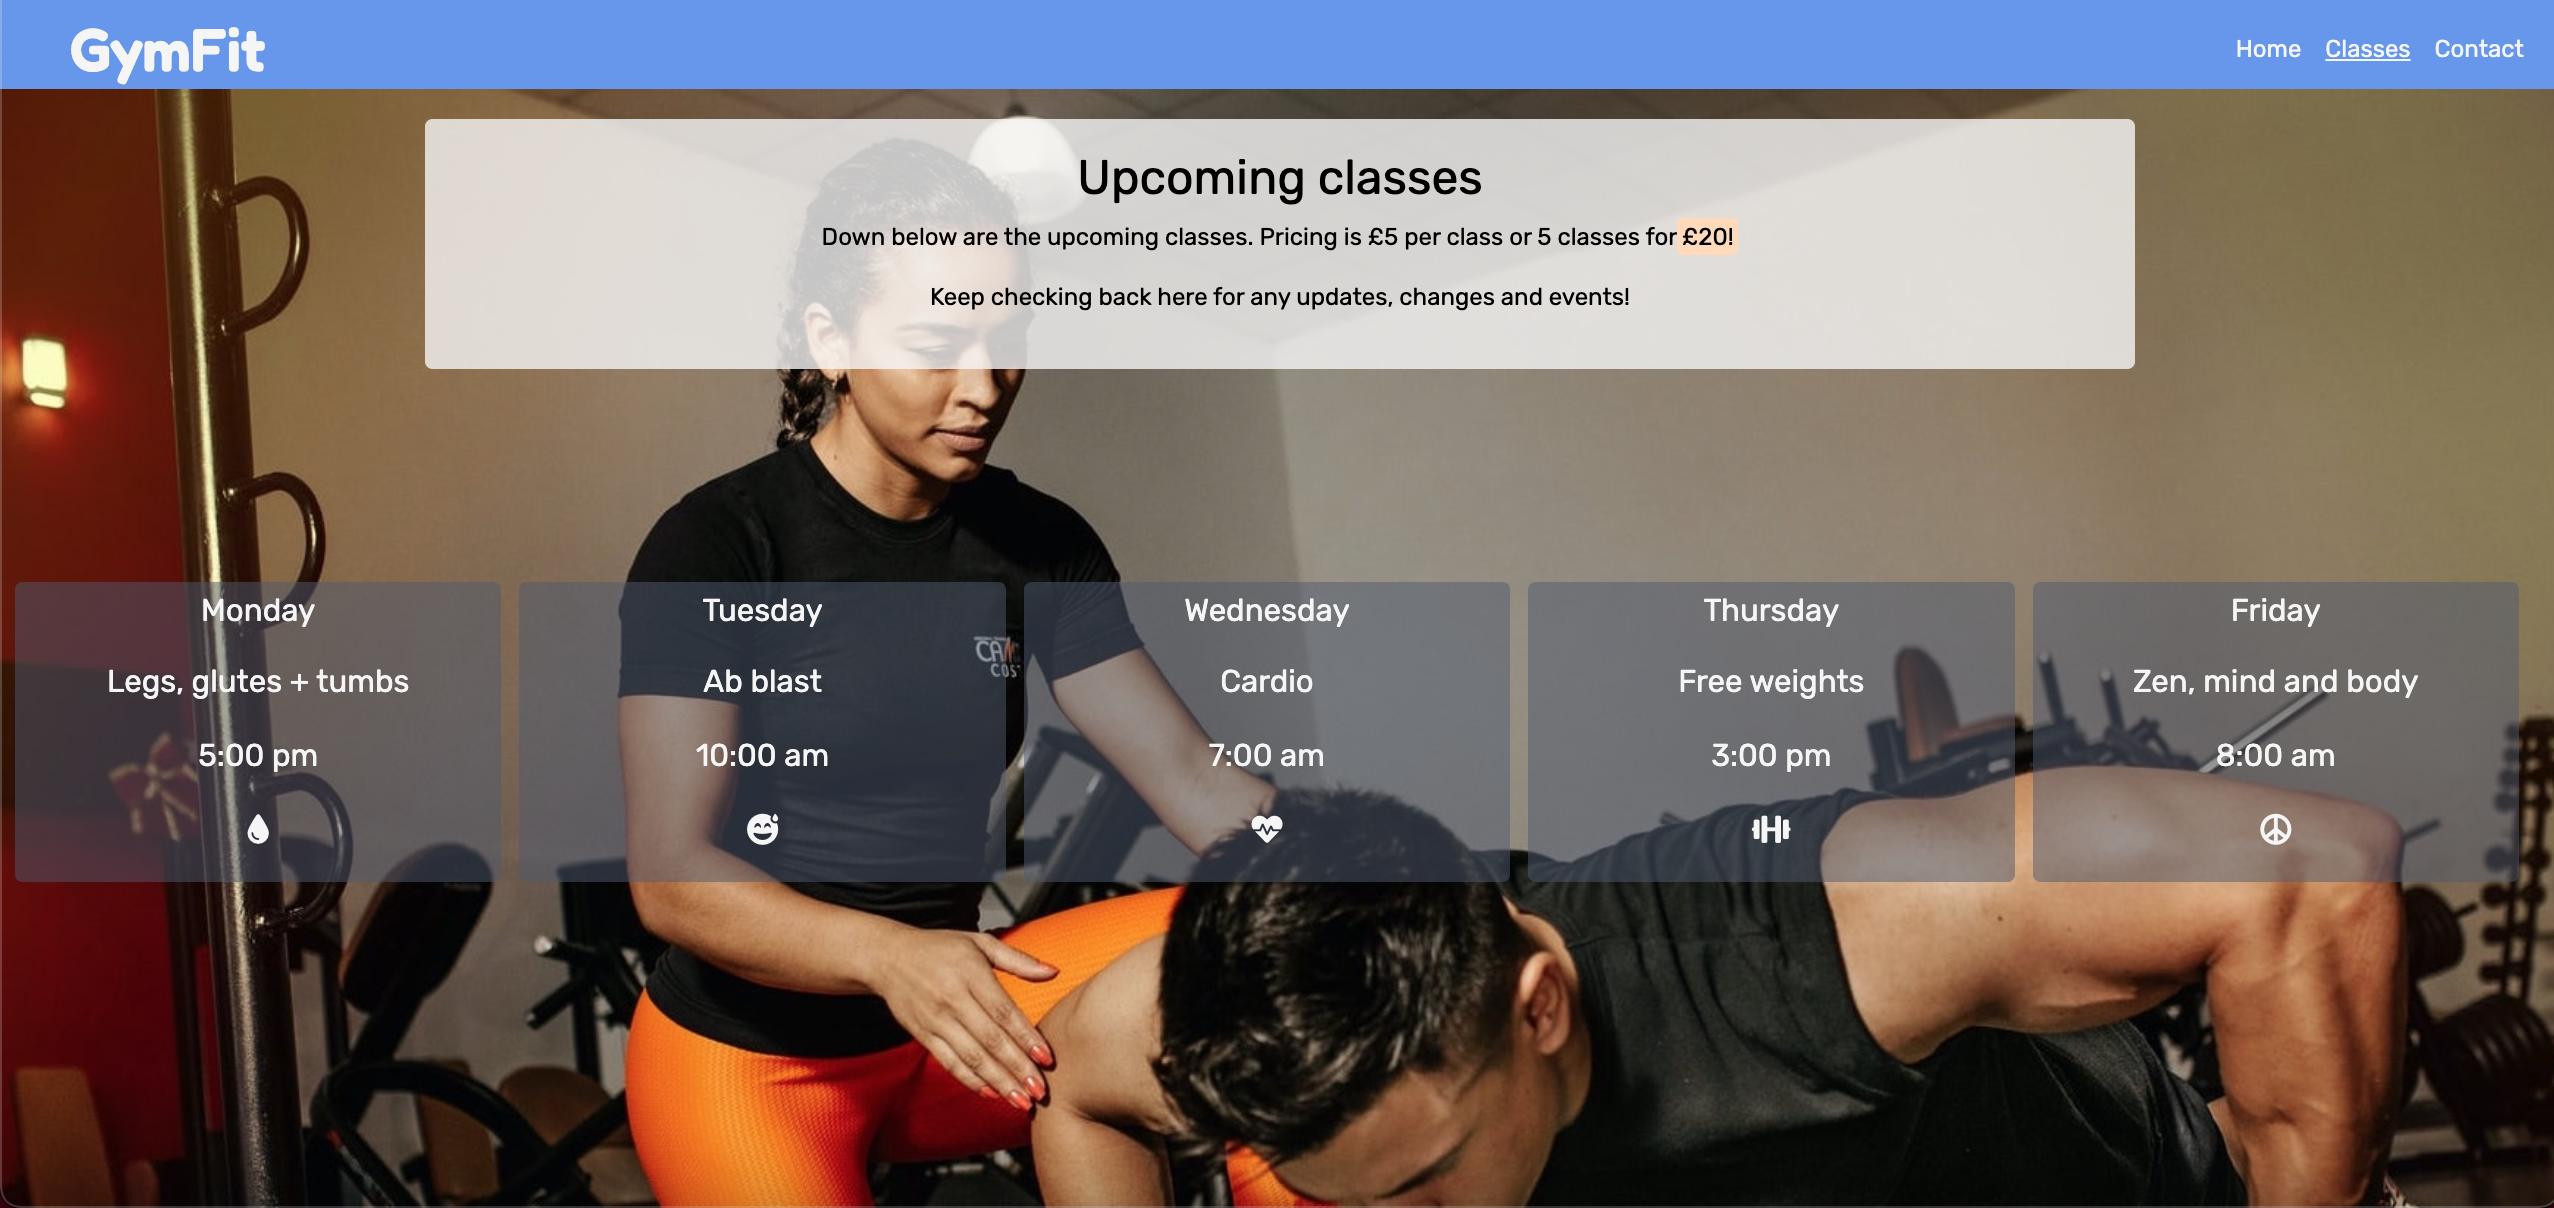 GymFit
Home Classes Contact
Upcoming classes
Down below are the upcoming classes. Pricing is £5 per class or 5 classes for £20!
Keep checking back here for any updates, changes and events!
Monday
Legs, glutes + tumbs
5:00 pm
Tuesday
Ab blast
10:00 am
Wednesday
Cardio
7:00 am
Thursday
Free weights
3:00 pm
Friday
Zen, mind and body
8:00 am